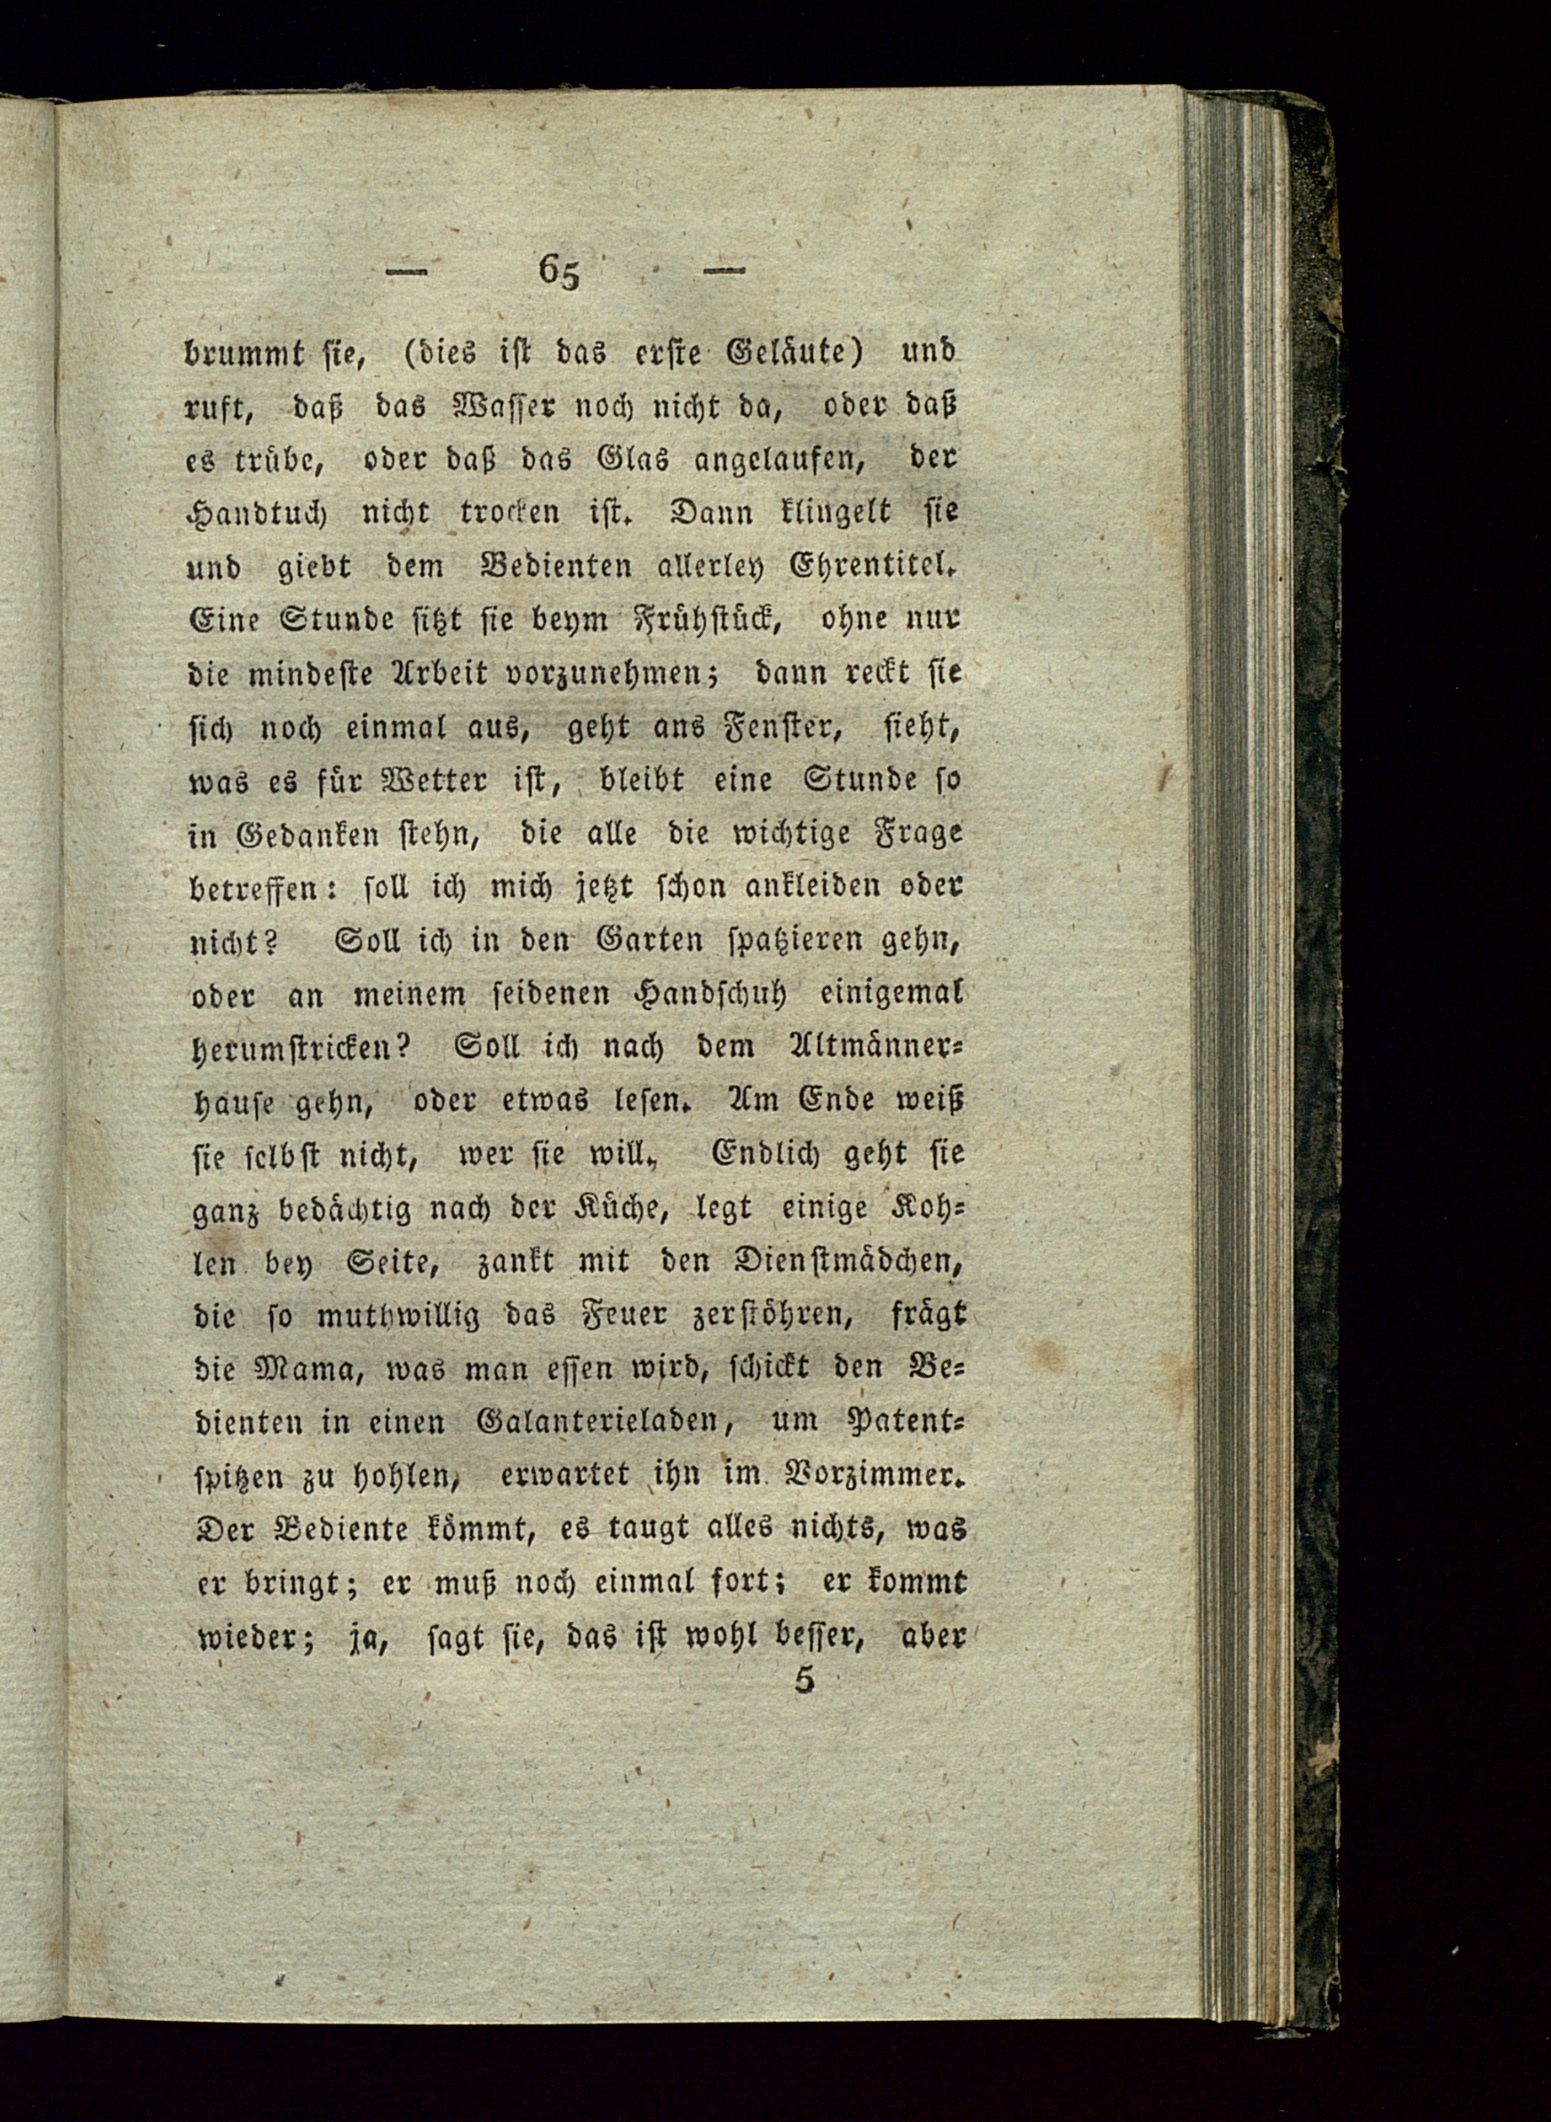 — 65 —
brummt sie, (dies ist das erste Geläute) und
ruft, daß das Wasser noch nicht da, oder daß
es trübe, oder daß das Glas angelaufen, der
Handtuch nicht trocken ist. Dann klingelt sie
und giebt dem Bedienten allerley Ehrentitel.
Eine Stunde sitzt sie beym Frühstück, ohne nur
die mindeste Arbeit vorzunehmen; dann reckt sie
sich noch einmal aus, geht ans Fenster, sieht,
was es für Wetter ist, bleibt eine Stunde so
in Gedanken stehn, die alle die wichtige Frage
betreffen: soll ich mich jetzt schon ankleiden oder
nicht? Soll ich in den Garten spatzieren gehn,
oder an meinem seidenen Handschuh einigemal
herumstricken? Soll ich nach dem Altmänner-
hause gehn, oder etwas lesen. Am Ende weiß
sie selbst nicht, wer sie will. Endlich geht sie
ganz bedächtig nach der Küche, legt einige Koh-
len bey Seite, zankt mit den Dienstmädchen,
die so muthwillig das Feuer zerstöhren, frägt
die Mama, was man essen wird, schickt den Be-
dienten in einen Galanterieladen, um Patent-
spitzen zu hohlen, erwartet ihn im Vorzimmer.
Der Bediente kömmt, es taugt alles nichts, was
er bringt; er muß noch einmal fort; er kommt
wieder; ja, sagt sie, das ist wohl besser, aber
5